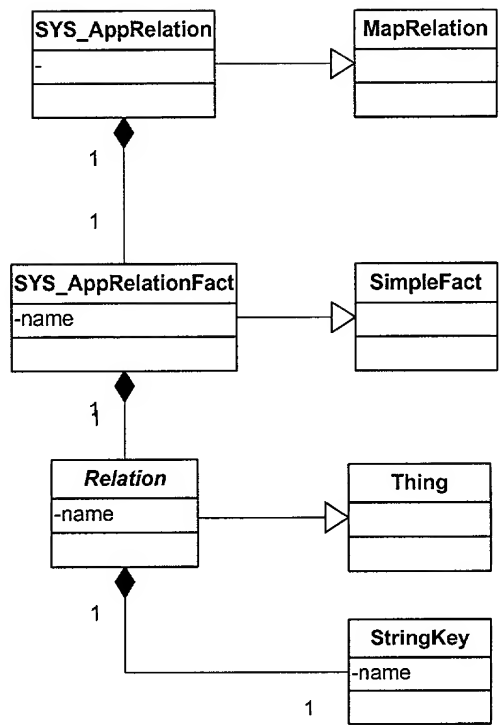 SYS_AppRelation
-
MapRelation
1
1
SYS_AppRelationFact
-name
SimpleFact
1
1
Relation
-name
Thing
1
StringKey
-name
1